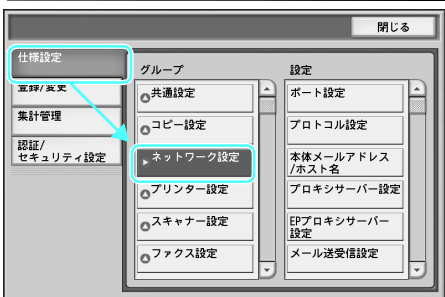 閉じる
仕様設定
登録/変更
集計管理
認証/
セキュリティ設定
グループ
共通設定
コピー設定
ネットワーク設定
プリンター設定
スキャナー設定
ファクス設定
設定
ポート設定
プロトコル設定
本体メールアドレス
/ホスト名
プロキシサーバー設定
EPプロキシサーバー
設定
メール送受信設定